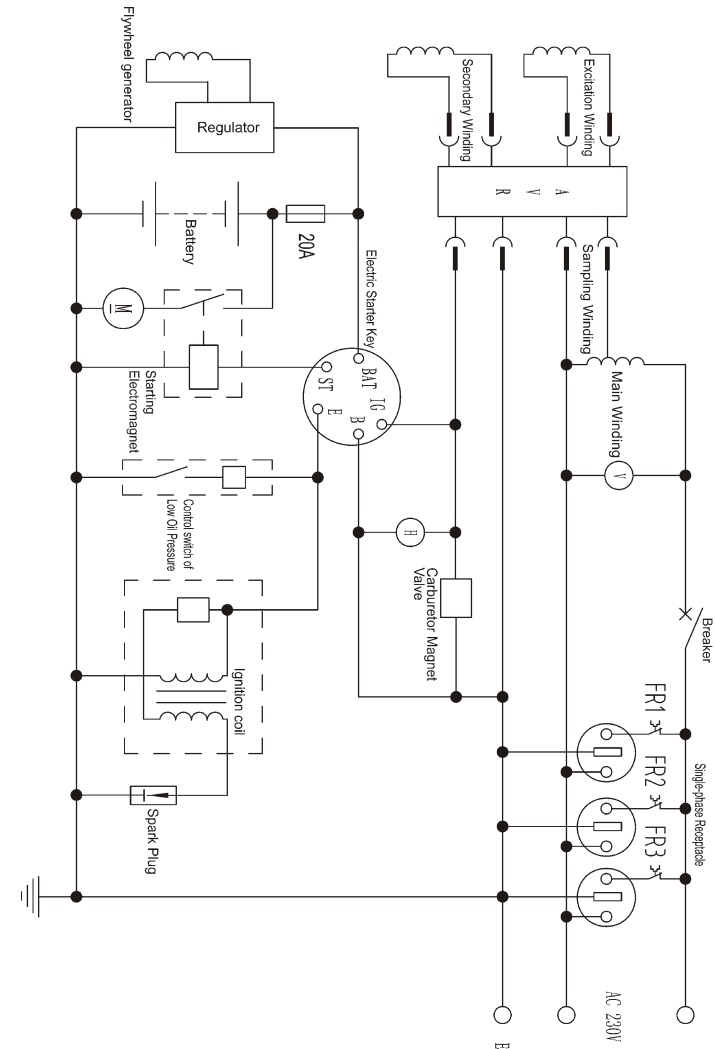 Flywheel generator
Regulator
Secondary Winding
Excitation Winding
A V R
Battery
20A
Electric Starter Key
Sampling Winding
M
Starting
Electromagnet
BAT
IG
ST
E
B
Main Winding
V
Control switch of
Low Oil Pressure
H
Carburetor Magnet
Valve
Breaker
Ignition coil
FR1
FR2
FR3
Single-phase Receptacle
Spark Plug
AC 230V
E